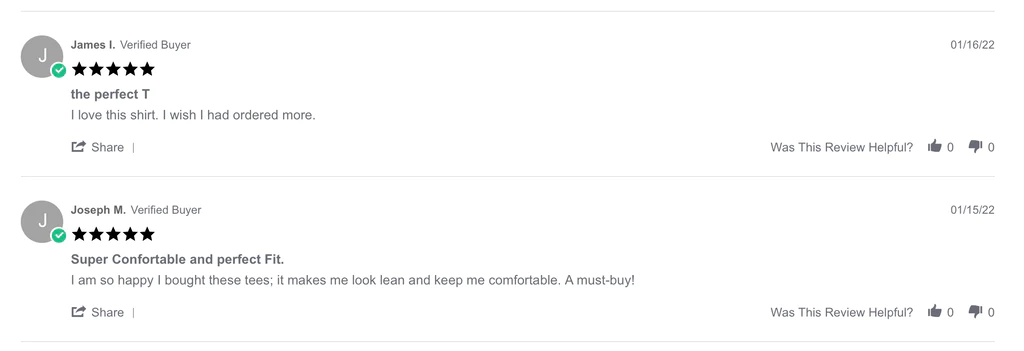 J James I. Verified Buyer 01/16/22
the perfect T
I love this shirt. I wish I had ordered more.
Share | Was This Review Helpful? 0 0
J Joseph M. Verified Buyer 01/15/22
Super Confortable and perfect Fit.
I am so happy I bought these tees; it makes me look lean and keep me comfortable. A must-buy!
Share | Was This Review Helpful? 0 0